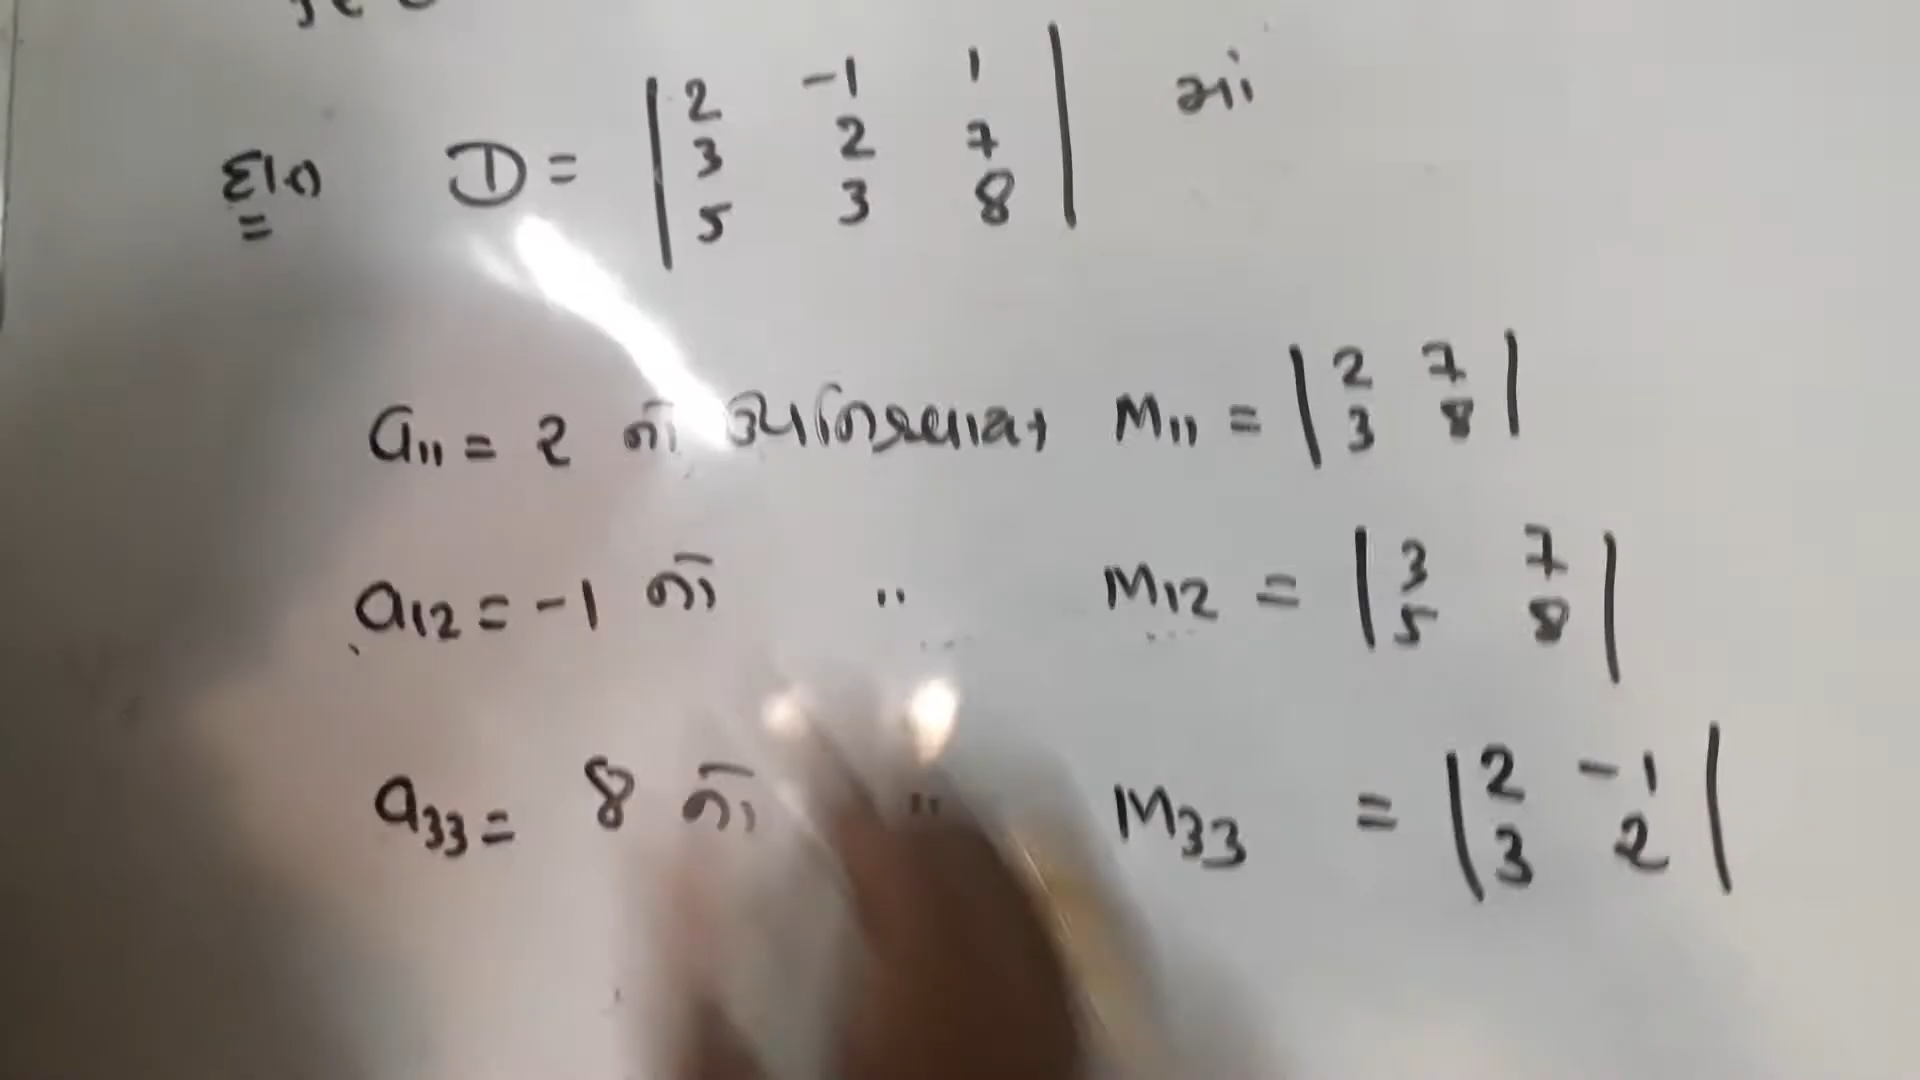 દા.ત D = | 2 -1 1 | માં
| 3 2 7 |
| 5 3 8 |
a11 = 2 નો ઉપનિશ્ચાયક M11 = | 2 7 |
| 3 8 |
a12 = -1 નો " M12 = | 3 7 |
| 5 8 |
a33 = 8 નો " M33 = | 2 -1 |
| 3 2 |